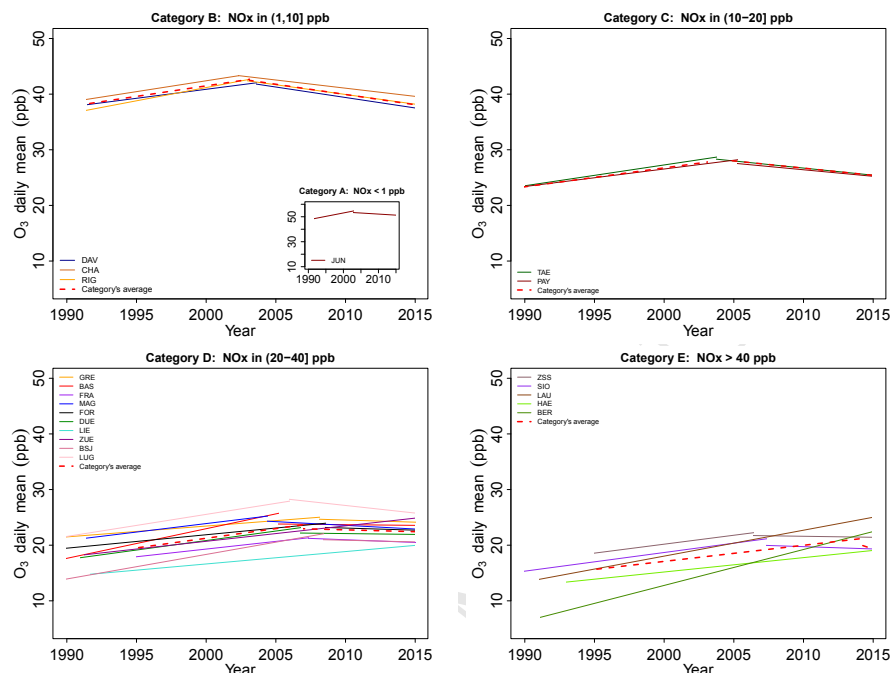 Category B: NOx in (1,10] ppb
O3 daily mean (ppb)
50
40
30
20
10
DAV
CHA
RIG
Category's average
Category A: NOx < 1 ppb
50
30
10
JUN
1990 2000 2010
1990 1995 2000 2005 2010 2015
Year
Category C: NOx in (10−20] ppb
O3 daily mean (ppb)
50
40
30
20
10
TAE
PAY
Category's average
1990 1995 2000 2005 2010 2015
Year
Category D: NOx in (20−40] ppb
O3 daily mean (ppb)
50
40
30
20
10
GRE
BAS
FRA
MAG
FOR
DUE
LIE
ZUE
BSJ
LUG
Category's average
1990 1995 2000 2005 2010 2015
Year
Category E: NOx > 40 ppb
O3 daily mean (ppb)
50
40
30
20
10
ZSS
SIO
LAU
HAE
BER
Category's average
1990 1995 2000 2005 2010 2015
Year